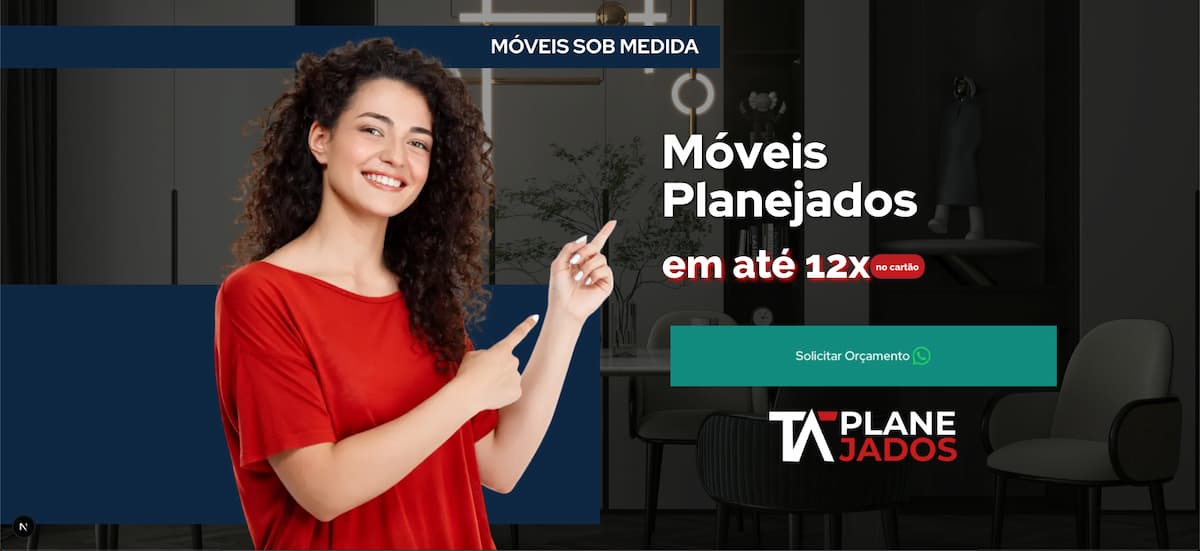 MÓVEIS SOB MEDIDA
Móveis
Planejados
em até 12x
no cartão
Solicitar Orçamento
TA PLANE
JADOS
N